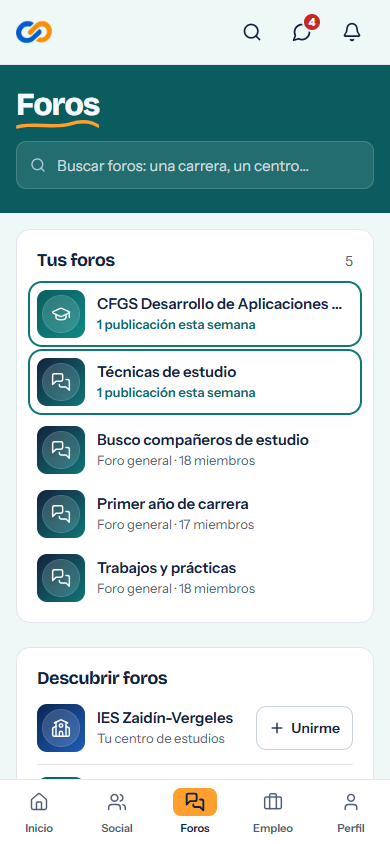 4
Foros
Buscar foros: una carrera, un centro...
Tus foros
5
CFGS Desarrollo de Aplicaciones ...
1 publicación esta semana
Técnicas de estudio
1 publicación esta semana
Busco compañeros de estudio
Foro general · 18 miembros
Primer año de carrera
Foro general · 17 miembros
Trabajos y prácticas
Foro general · 18 miembros
Descubrir foros
IES Zaidín-Vergeles
Tu centro de estudios
+ Unirme
Inicio
Social
Foros
Empleo
Perfil